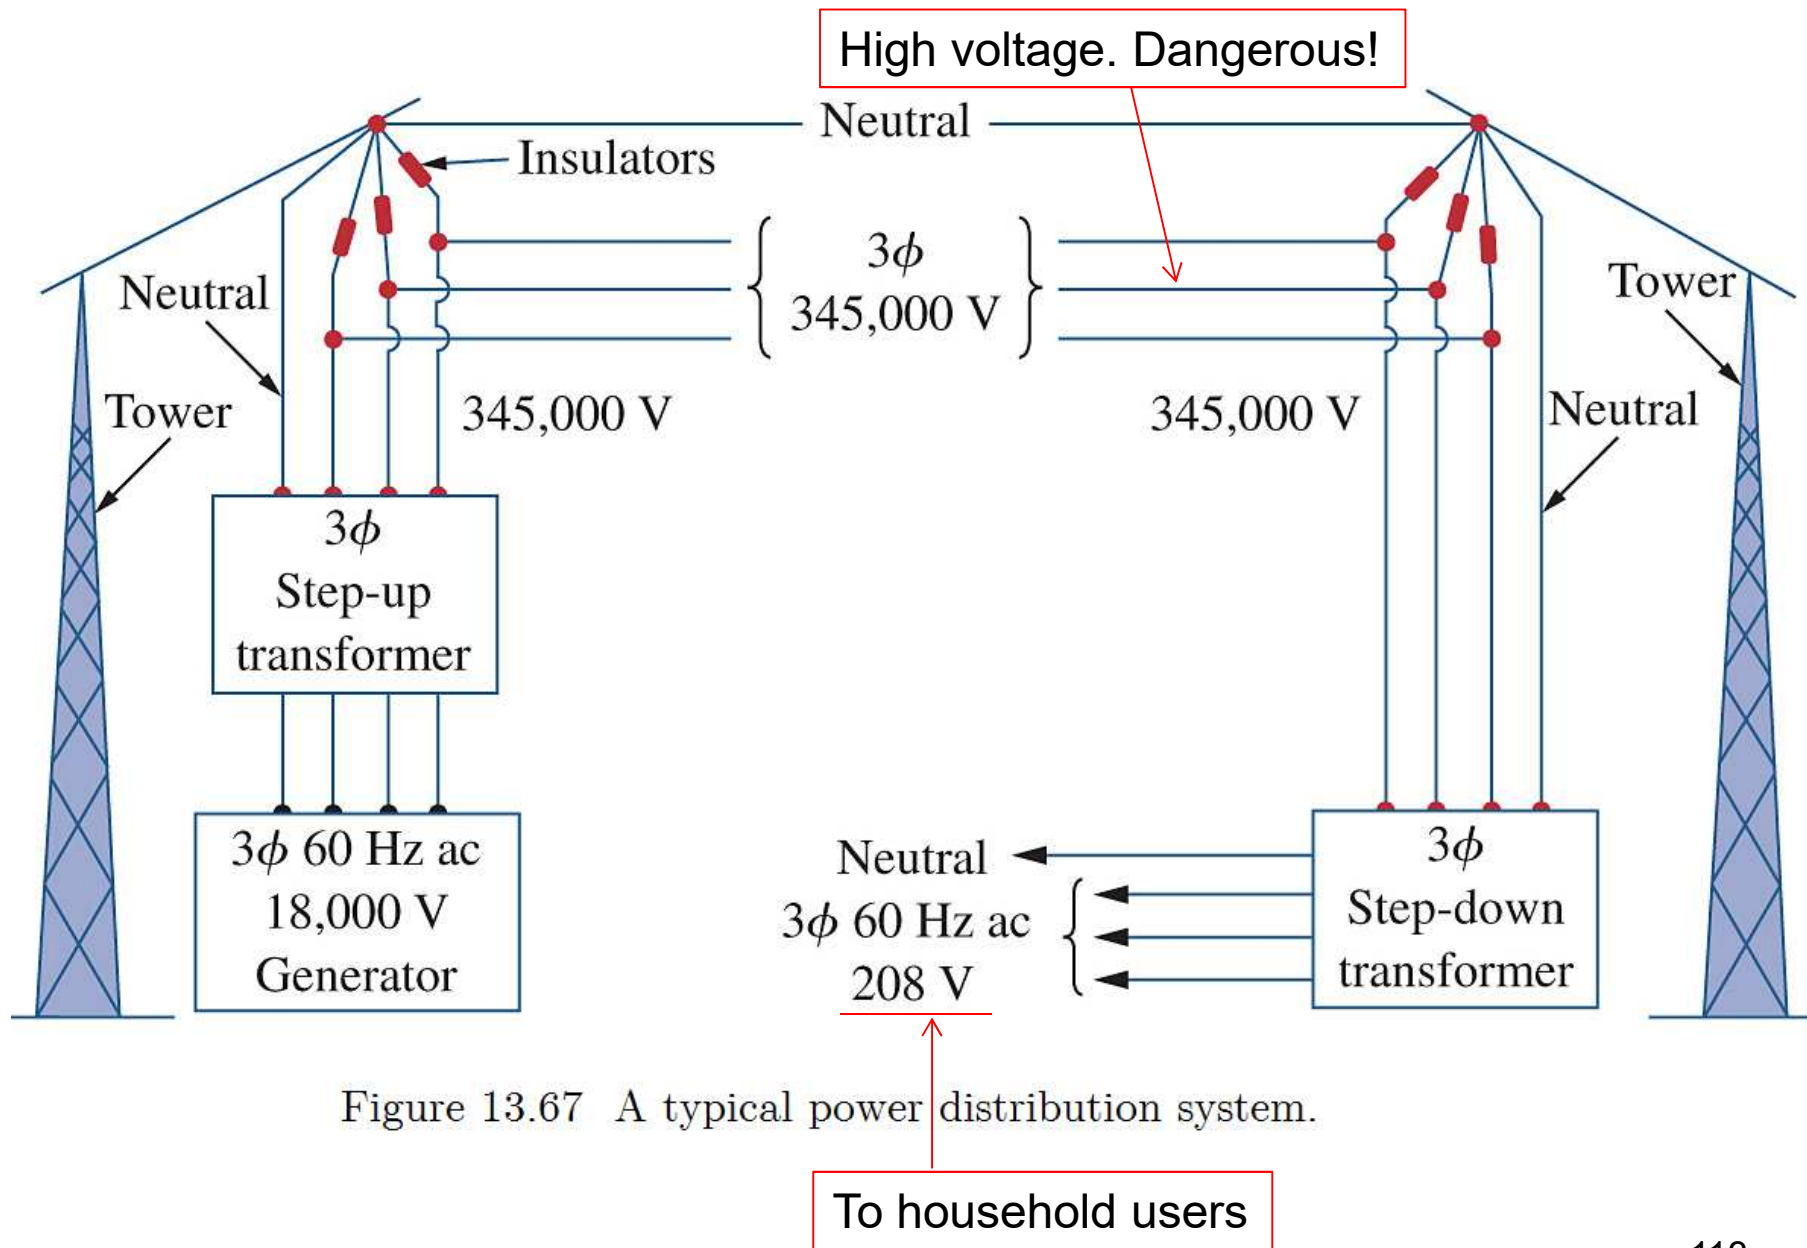 High voltage. Dangerous!
Neutral
Insulators
3ϕ
345,000 V
Neutral
Tower
345,000 V
345,000 V
Tower
Neutral
3ϕ
Step-up
transformer
3ϕ 60 Hz ac
18,000 V
Generator
Neutral
3ϕ 60 Hz ac
208 V
3ϕ
Step-down
transformer
Figure 13.67 A typical power distribution system.
To household users